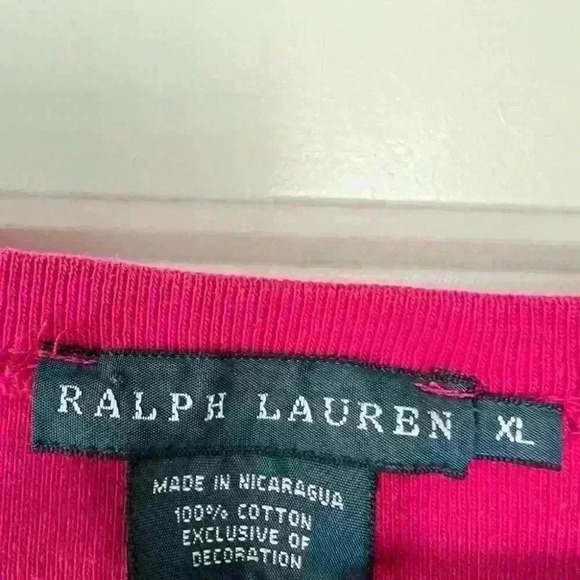 RALPH LAUREN XL
MADE IN NICARAGUA
100% COTTON
EXCLUSIVE OF
DECORATION